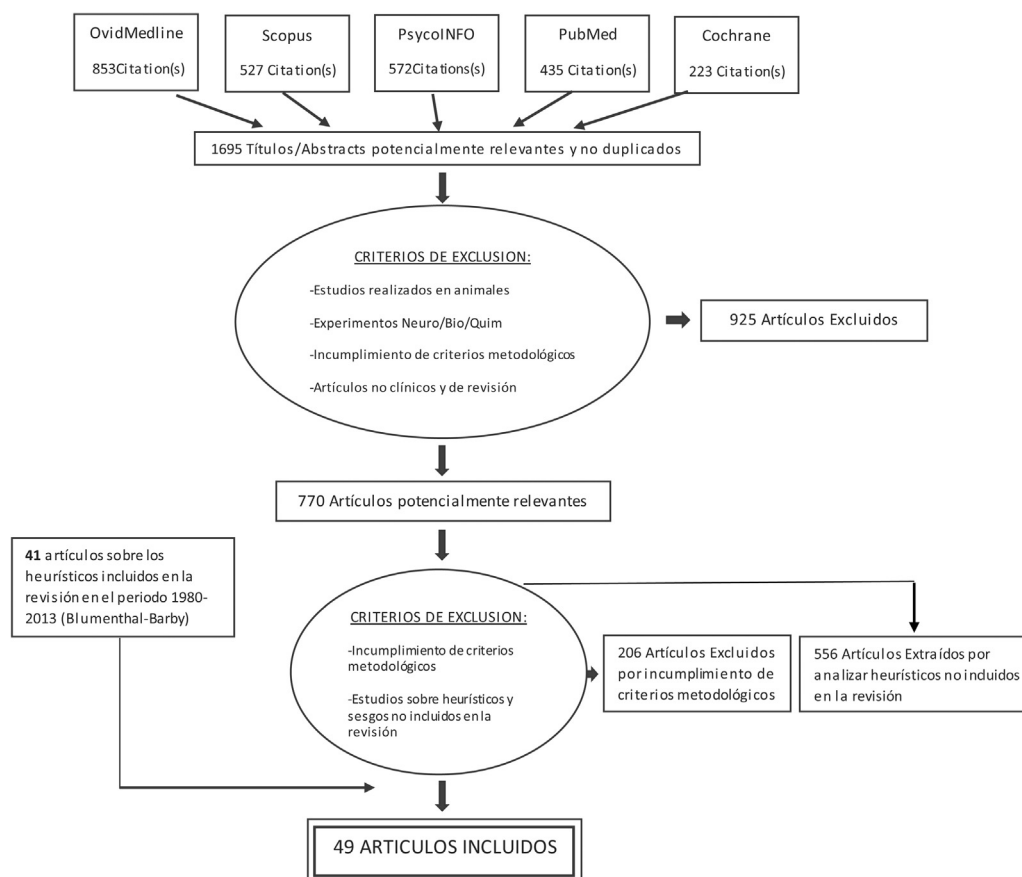 OvidMedline
853Citation(s)
Scopus
527 Citation(s)
PsycoINFO
572Citations(s)
PubMed
435 Citation(s)
Cochrane
223 Citation(s)
1695 Títulos/Abstracts potencialmente relevantes y no duplicados
CRITERIOS DE EXCLUSION:
-Estudios realizados en animales
-Experimentos Neuro/Bio/Quim
-Incumplimiento de criterios metodológicos
-Artículos no clínicos y de revisión
925 Artículos Excluidos
770 Artículos potencialmente relevantes
41 artículos sobre los
heurísticos incluidos en la
revisión en el periodo 1980-
2013 (Blumenthal-Barby)
CRITERIOS DE EXCLUSION:
-Incumplimiento de criterios
metodológicos
-Estudios sobre heurísticos y
sesgos no incluidos en la
revisión
206 Artículos Excluidos
por incumplimiento de
criterios metodológicos
556 Artículos Extraídos por
analizar heurísticos no incluidos
en la revisión
49 ARTICULOS INCLUIDOS